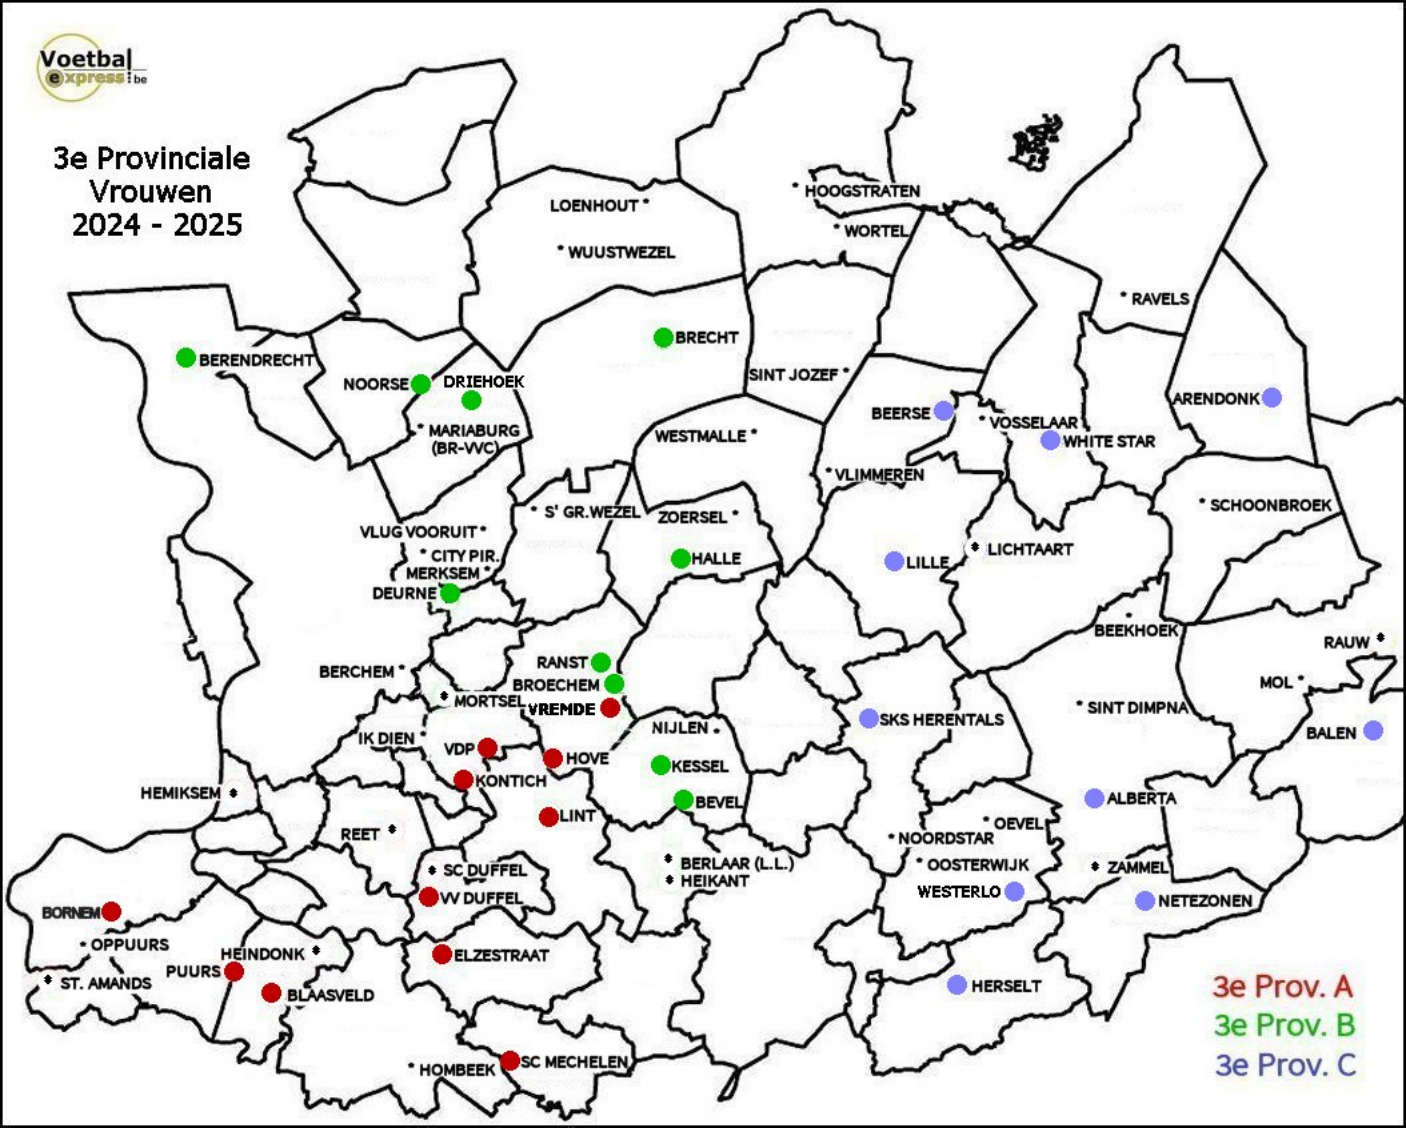 Voetbal
express.be
3e Provinciale
Vrouwen
2024 - 2025
LOENHOUT *
* WUUSTWEZEL
* HOOGSTRATEN
* WORTEL
* RAVELS
BERENDRECHT
BRECHT
NOORSE
DRIEHOEK
* MARIABURG
(BR-VVC)
SINT JOZEF *
BEERSE
* VOSSELAAR
WHITE STAR
ARENDONK
WESTMALLE *
* VLIMMEREN
* SCHOONBROEK
* S' GR.WEZEL
ZOERSEL *
VLUG VOORUIT *
* CITY PIR.
MERKSEM *
DEURNE
HALLE
LILLE
* LICHTAART
BEEKHOEK
RAUW *
RANST
BERCHEM *
BROECHEM
* MORTSEL
VREMDE
MOL *
* SINT DIMPNA
SKS HERENTALS
NIJLEN *
IK DIEN *
VDP
HOVE
BALEN
KESSEL
KONTICH
HEMIKSEM *
BEVEL
ALBERTA
LINT
* OEVEL
REET *
* NOORDSTAR
* BERLAAR (L.L.)
* HEIKANT
* OOSTERWIJK
* ZAMMEL
* SC DUFFEL
VV DUFFEL
WESTERLO
NETEZONEN
BORNEM
* OPPUURS
HEINDONK *
ELZESTRAAT
PUURS
* ST. AMANDS
BLAASVELD
HERSELT
3e Prov. A
3e Prov. B
3e Prov. C
* HOMBEEK
SC MECHELEN